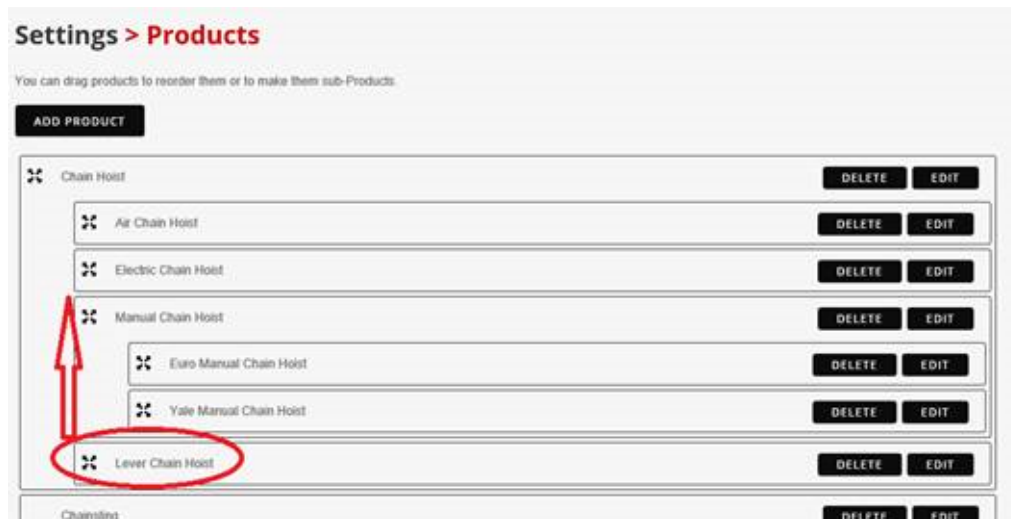 Settings > Products
You can drag products to reorder them or to make them sub-Products.
ADD PRODUCT
Chain Hoist DELETE EDIT
Air Chain Hoist DELETE EDIT
Electric Chain Hoist DELETE EDIT
Manual Chain Hoist DELETE EDIT
Euro Manual Chain Hoist DELETE EDIT
Yale Manual Chain Hoist DELETE EDIT
Lever Chain Hoist DELETE EDIT
Chainsling DELETE EDIT